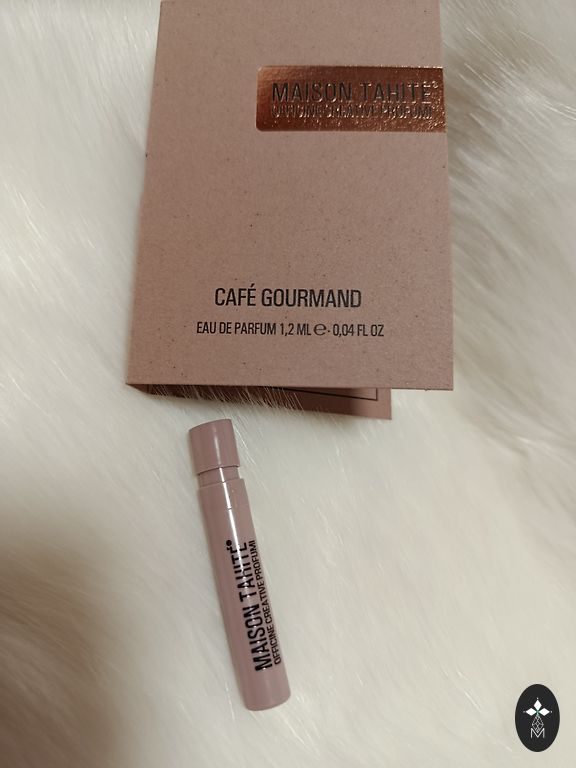 MAISON TAHITÉ®
OFFICINE CREATIVE PROFUMI
CAFÉ GOURMAND
EAU DE PARFUM 1,2 ML ℮ · 0,04 FL OZ
MAISON TAHITÉ®
OFFICINE CREATIVE PROFUMI
M